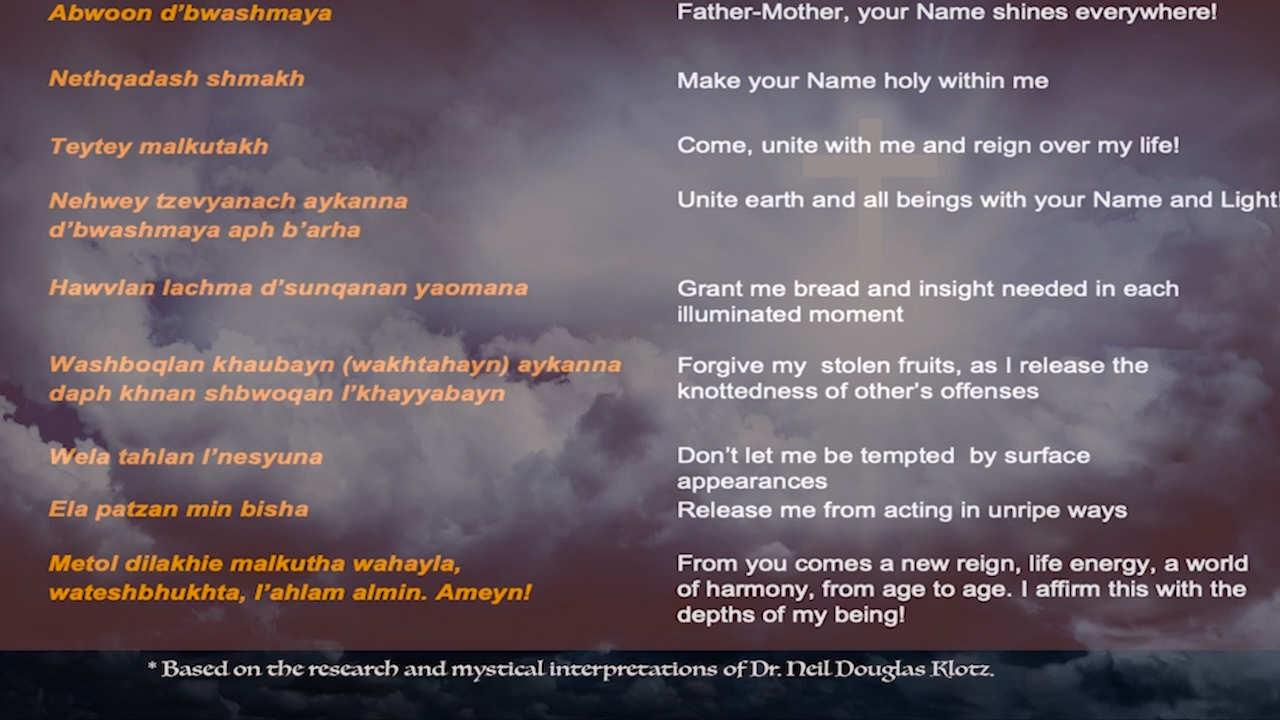 Abwoon d’bwashmaya
Father-Mother, your Name shines everywhere!
Nethqadash shmakh
Make your Name holy within me
Teytey malkutakh
Come, unite with me and reign over my life!
Nehwey tzevyanach aykanna
d’bwashmaya aph b’arha
Unite earth and all beings with your Name and Light!
Hawvlan lachma d’sunqanan yaomana
Grant me bread and insight needed in each
illuminated moment
Washboqlan khaubayn (wakhtahayn) aykanna
daph khnan shbwoqan l’khayyabayn
Forgive my  stolen fruits, as I release the
knottedness of other's offenses
Wela tahlan l’nesyuna
Don’t let me be tempted  by surface
appearances
Ela patzan min bisha
Release me from acting in unripe ways
Metol dilakhie malkutha wahayla,
wateshbhukhta, l’ahlam almin. Ameyn!
From you comes a new reign, life energy, a world
of harmony, from age to age. I affirm this with the
depths of my being!
* Based on the research and mystical interpretations of Dr. Neil Douglas Klotz.